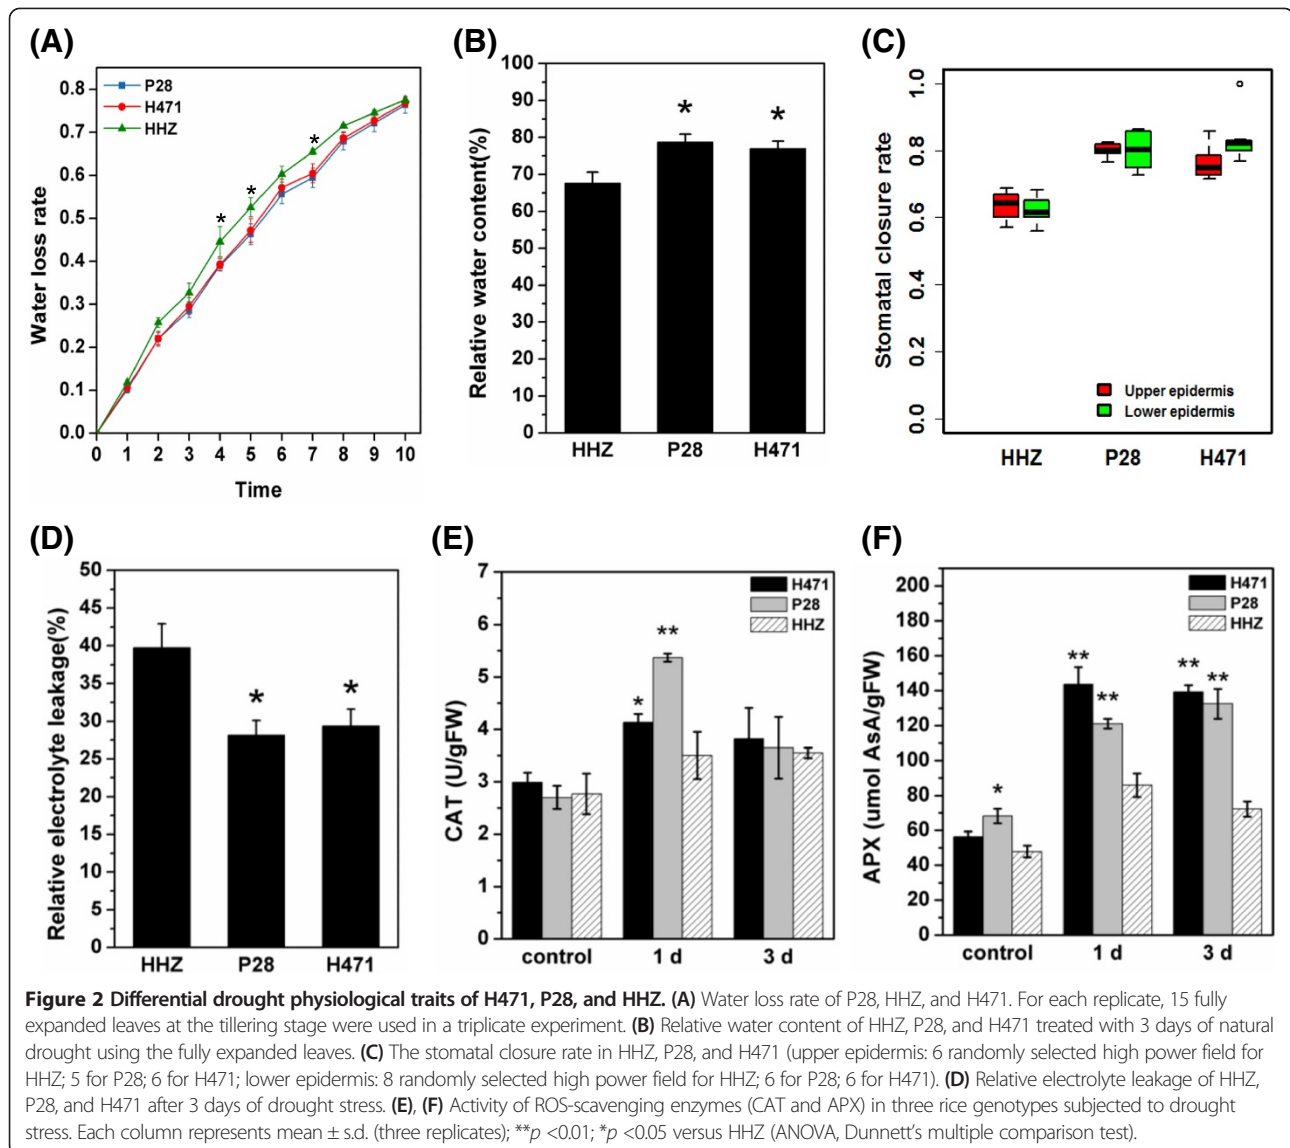 (A)
0.8
0.7
0.6
0.5
0.4
0.3
0.2
0.1
0.0
Water loss rate
P28
H471
HHZ
*
*
*
0 1 2 3 4 5 6 7 8 9 10
Time
(B)
100
90
80
70
60
50
40
30
20
10
0
Relative water content(%)
* *
HHZ P28 H471
(C)
1.0
0.8
0.6
0.4
0.2
0.0
Stomatal closure rate
Upper epidermis
Lower epidermis
HHZ P28 H471
(D)
50
45
40
35
30
25
20
15
10
5
0
Relative electrolyte leakage(%)
* *
HHZ P28 H471
(E)
7
6
5
4
3
2
1
0
CAT (U/gFW)
H471
P28
HHZ
**
*
control 1 d 3 d
(F)
200
180
160
140
120
100
80
60
40
20
0
APX (umol AsA/gFW)
H471
P28
HHZ
*
** **
** **
control 1 d 3 d
Figure 2 Differential drought physiological traits of H471, P28, and HHZ. (A) Water loss rate of P28, HHZ, and H471. For each replicate, 15 fully
expanded leaves at the tillering stage were used in a triplicate experiment. (B) Relative water content of HHZ, P28, and H471 treated with 3 days of natural
drought using the fully expanded leaves. (C) The stomatal closure rate in HHZ, P28, and H471 (upper epidermis: 6 randomly selected high power field for
HHZ; 5 for P28; 6 for H471; lower epidermis: 8 randomly selected high power field for HHZ; 6 for P28; 6 for H471). (D) Relative electrolyte leakage of HHZ,
P28, and H471 after 3 days of drought stress. (E), (F) Activity of ROS-scavenging enzymes (CAT and APX) in three rice genotypes subjected to drought
stress. Each column represents mean ± s.d. (three replicates); **p <0.01; *p <0.05 versus HHZ (ANOVA, Dunnett's multiple comparison test).